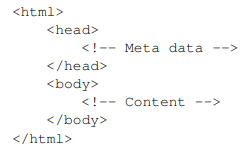 <html>
    <head>
        <!-- Meta data -->
    </head>
    <body>
        <!-- Content -->
    </body>
</html>